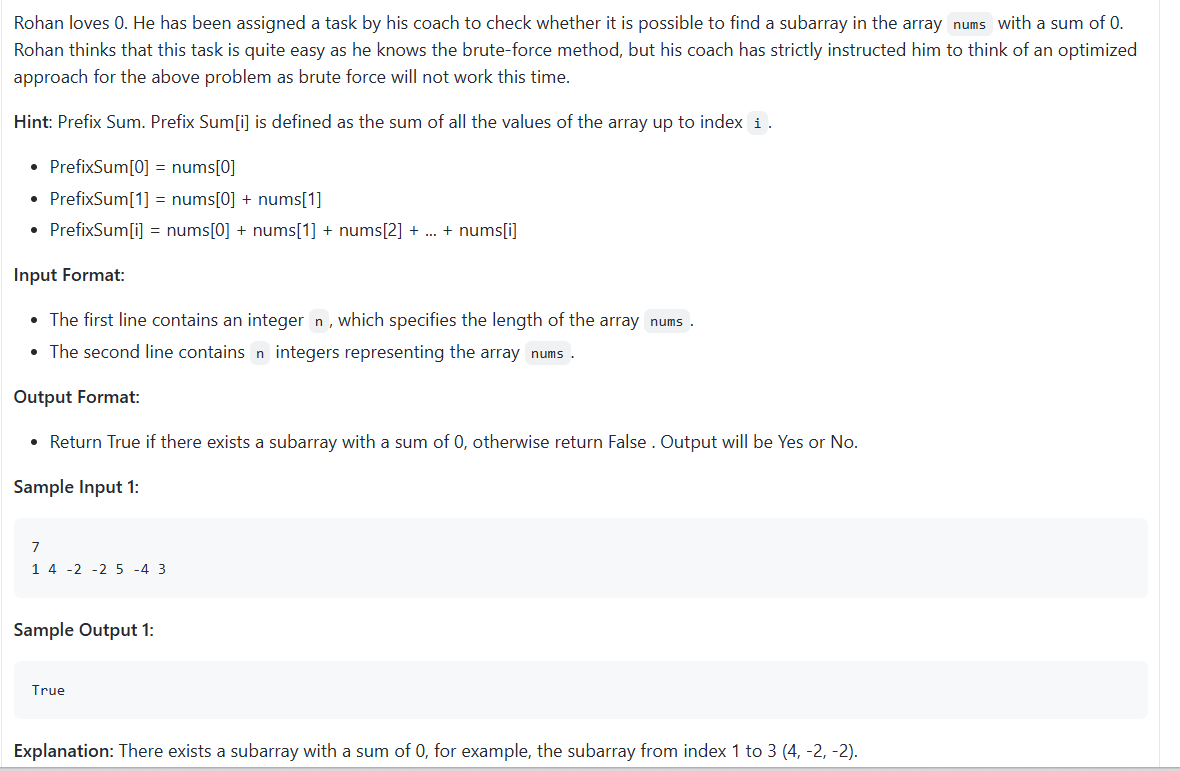 Rohan loves 0. He has been assigned a task by his coach to check whether it is possible to find a subarray in the array nums with a sum of 0.
Rohan thinks that this task is quite easy as he knows the brute-force method, but his coach has strictly instructed him to think of an optimized
approach for the above problem as brute force will not work this time.
Hint: Prefix Sum. Prefix Sum[i] is defined as the sum of all the values of the array up to index i.
• PrefixSum[0] = nums[0]
• PrefixSum[1] = nums[0] + nums[1]
• PrefixSum[i] = nums[0] + nums[1] + nums[2] + ... + nums[i]
Input Format:
• The first line contains an integer n, which specifies the length of the array nums.
• The second line contains n integers representing the array nums.
Output Format:
• Return True if there exists a subarray with a sum of 0, otherwise return False . Output will be Yes or No.
Sample Input 1:
7
1 4 -2 -2 5 -4 3
Sample Output 1:
True
Explanation: There exists a subarray with a sum of 0, for example, the subarray from index 1 to 3 (4, -2, -2).